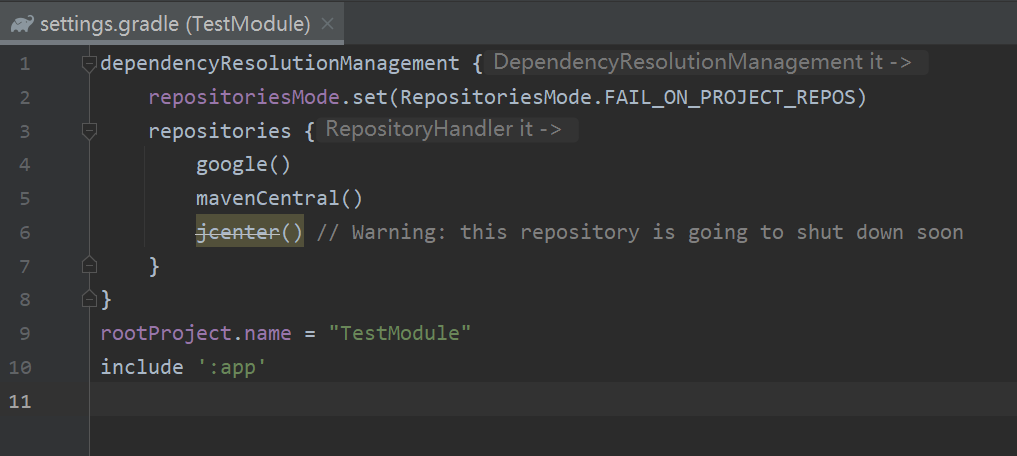 settings.gradle (TestModule)
1 dependencyResolutionManagement { DependencyResolutionManagement it ->
2 repositoriesMode.set(RepositoriesMode.FAIL_ON_PROJECT_REPOS)
3 repositories { RepositoryHandler it ->
4 google()
5 mavenCentral()
6 jcenter() // Warning: this repository is going to shut down soon
7 }
8 }
9 rootProject.name = "TestModule"
10 include ':app'
11